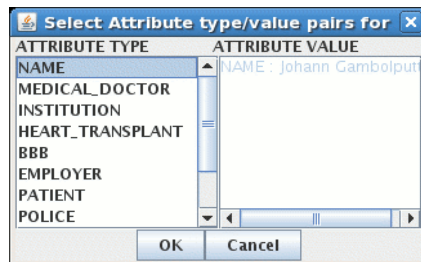 Select Attribute type/value pairs for
ATTRIBUTE TYPE ATTRIBUTE VALUE
NAME NAME : Johann Gambolputt
MEDICAL_DOCTOR
INSTITUTION
HEART_TRANSPLANT
BBB
EMPLOYER
PATIENT
POLICE
OK Cancel